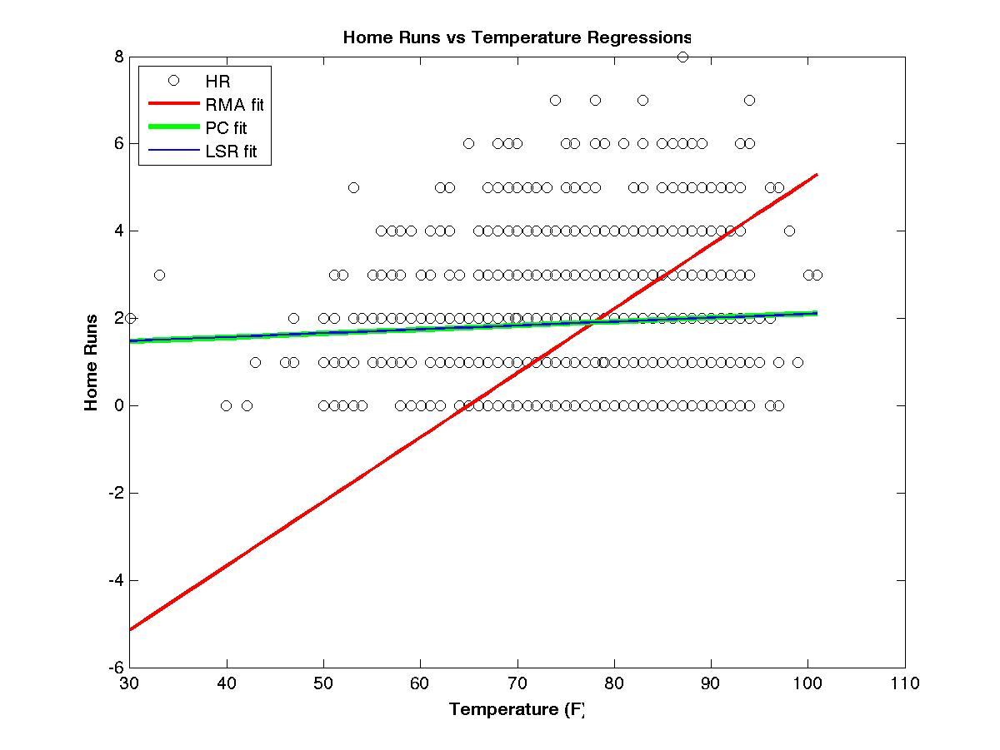 Home Runs vs Temperature Regressions
8
HR
RMA fit
PC fit
LSR fit
6
4
2
0
-2
-4
-6
Home Runs
30 40 50 60 70 80 90 100 110
Temperature (F)